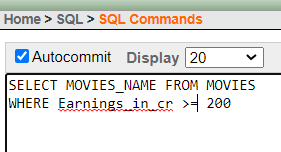 Home > SQL > SQL Commands
Autocommit Display 20
SELECT MOVIES_NAME FROM MOVIES
WHERE Earnings_in_cr >= 200